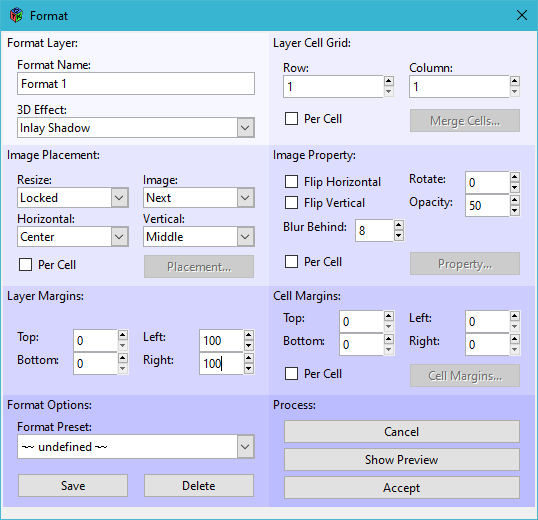 Format
Format Layer:
Format Name:
Format 1
3D Effect:
Inlay Shadow
Layer Cell Grid:
Row: Column:
1 1
Per Cell Merge Cells...
Image Placement:
Resize: Image:
Locked Next
Horizontal: Vertical:
Center Middle
Per Cell Placement...
Image Property:
Flip Horizontal Rotate: 0
Flip Vertical Opacity: 50
Blur Behind: 8
Per Cell Property...
Layer Margins:
Top: 0 Left: 100
Bottom: 0 Right: 100
Cell Margins:
Top: 0 Left: 0
Bottom: 0 Right: 0
Per Cell Cell Margins...
Format Options:
Format Preset:
~~ undefined ~~
Save Delete
Process:
Cancel
Show Preview
Accept